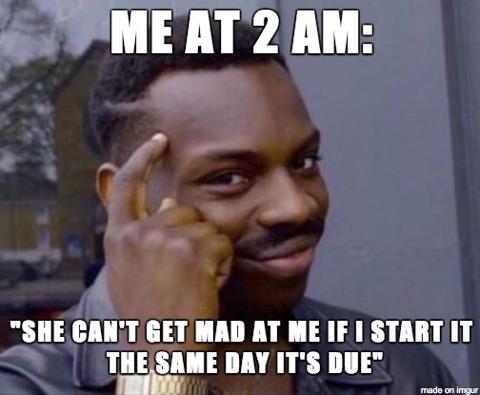 ME AT 2 AM:
"SHE CAN'T GET MAD AT ME IF I START IT
THE SAME DAY IT'S DUE"
made on imgur